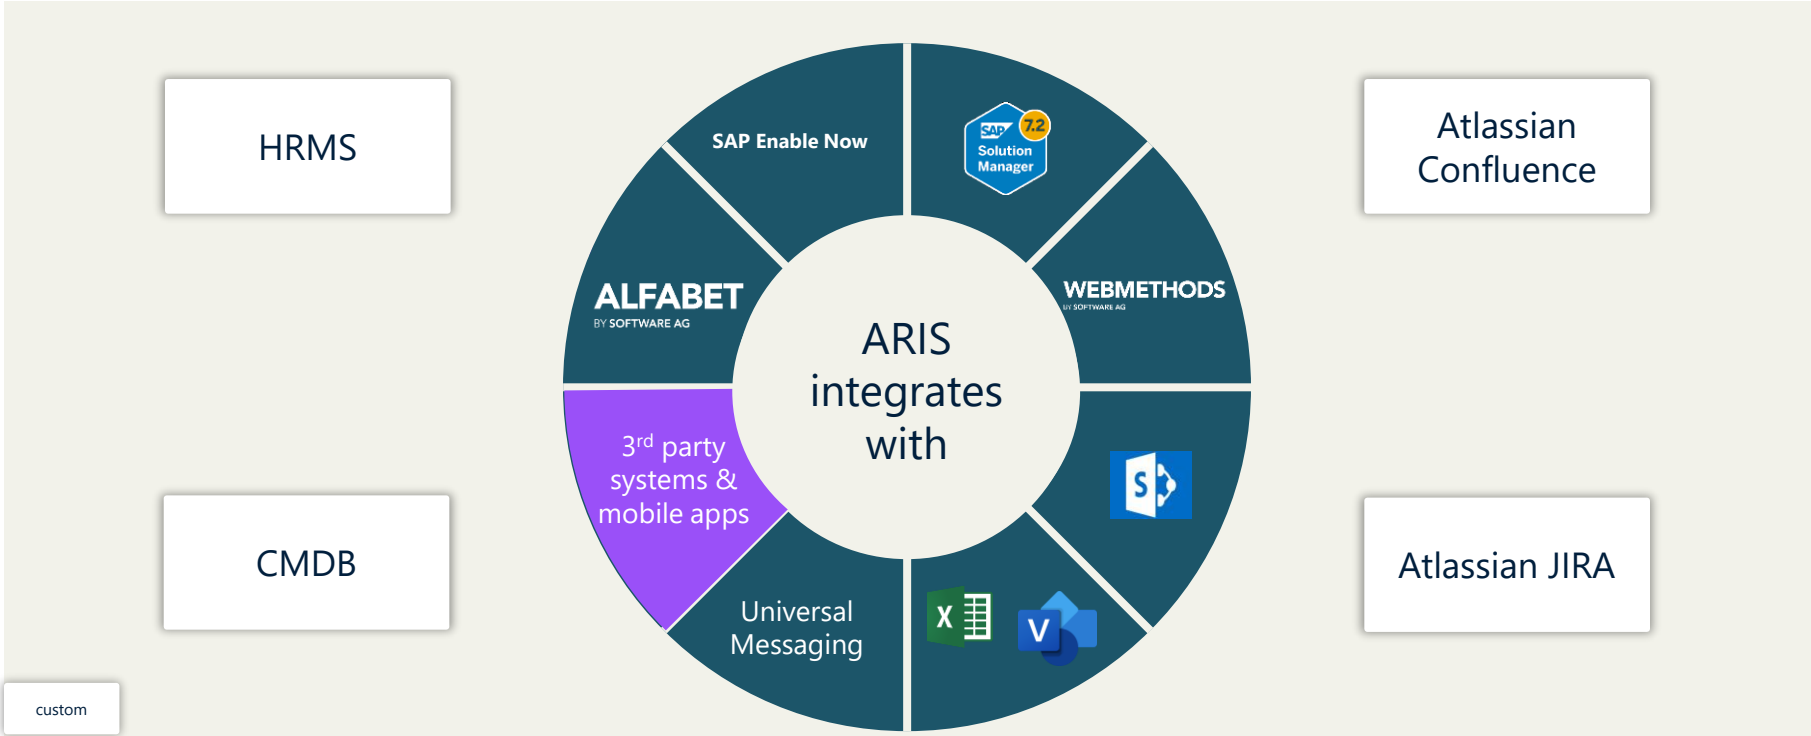 HRMS
SAP Enable Now
SAP 7.2
Solution
Manager
Atlassian
Confluence
ALFABET
BY SOFTWARE AG
WEBMETHODS
BY SOFTWARE AG
ARIS
integrates
with
3rd party
systems &
mobile apps
S
CMDB
Atlassian JIRA
Universal
Messaging
X
V
custom